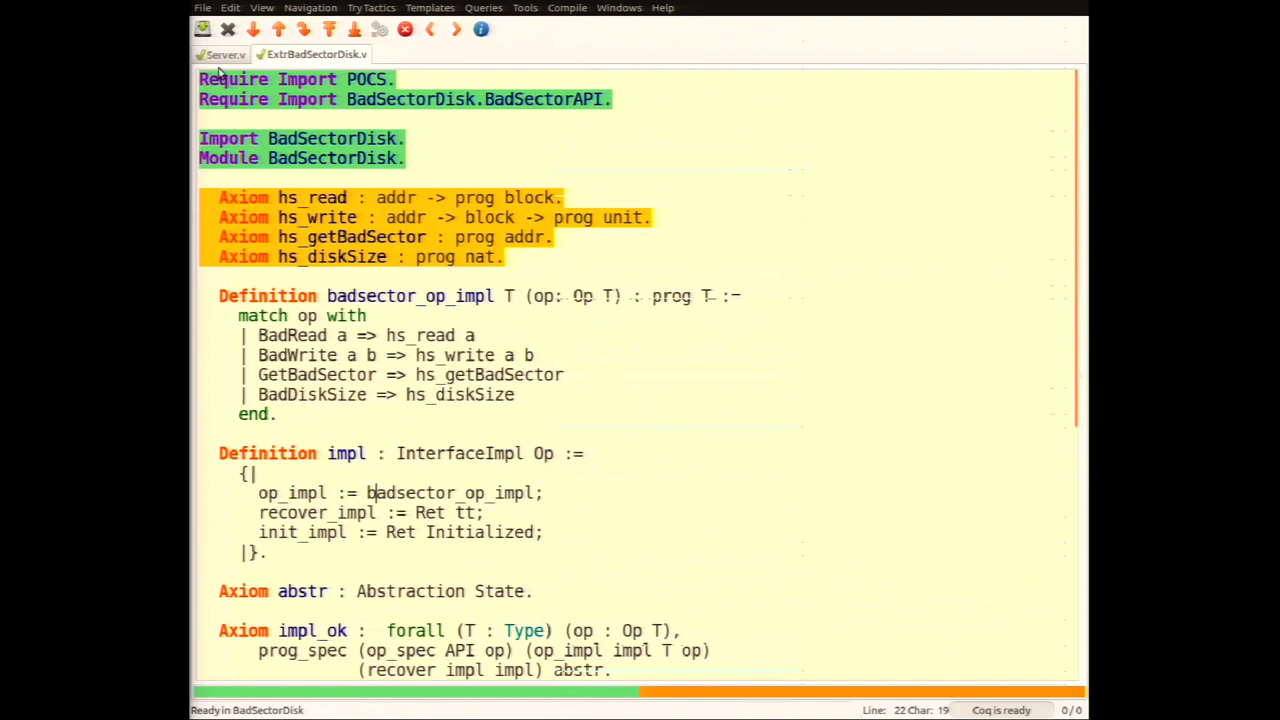 File Edit View Navigation Try Tactics Templates Queries Tools Compile Windows Help
Server.v ExtrBadSectorDisk.v
Require Import POCS.
Require Import BadSectorDisk.BadSectorAPI.
Import BadSectorDisk.
Module BadSectorDisk.
Axiom hs_read : addr -> prog block.
Axiom hs_write : addr -> block -> prog unit.
Axiom hs_getBadSector : prog addr.
Axiom hs_diskSize : prog nat.
Definition badsector_op_impl T (op: Op T) : prog T :=
match op with
| BadRead a => hs_read a
| BadWrite a b => hs_write a b
| GetBadSector => hs_getBadSector
| BadDiskSize => hs_diskSize
end.
Definition impl : InterfaceImpl Op :=
{|
op_impl := badsector_op_impl;
recover_impl := Ret tt;
init_impl := Ret Initialized;
|}.
Axiom abstr : Abstraction State.
Axiom impl_ok : forall (T : Type) (op : Op T),
prog_spec (op_spec API op) (op_impl impl T op)
(recover impl impl) abstr.
Ready in BadSectorDisk Line: 22 Char: 19 Coq is ready 0 / 0